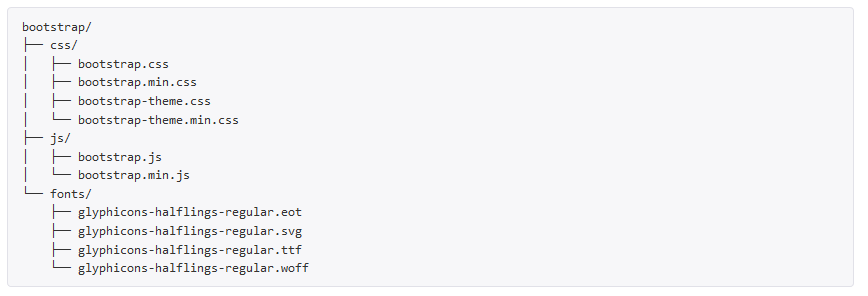 bootstrap/
├── css/
│   ├── bootstrap.css
│   ├── bootstrap.min.css
│   ├── bootstrap-theme.css
│   └── bootstrap-theme.min.css
├── js/
│   ├── bootstrap.js
│   └── bootstrap.min.js
└── fonts/
    ├── glyphicons-halflings-regular.eot
    ├── glyphicons-halflings-regular.svg
    ├── glyphicons-halflings-regular.ttf
    └── glyphicons-halflings-regular.woff